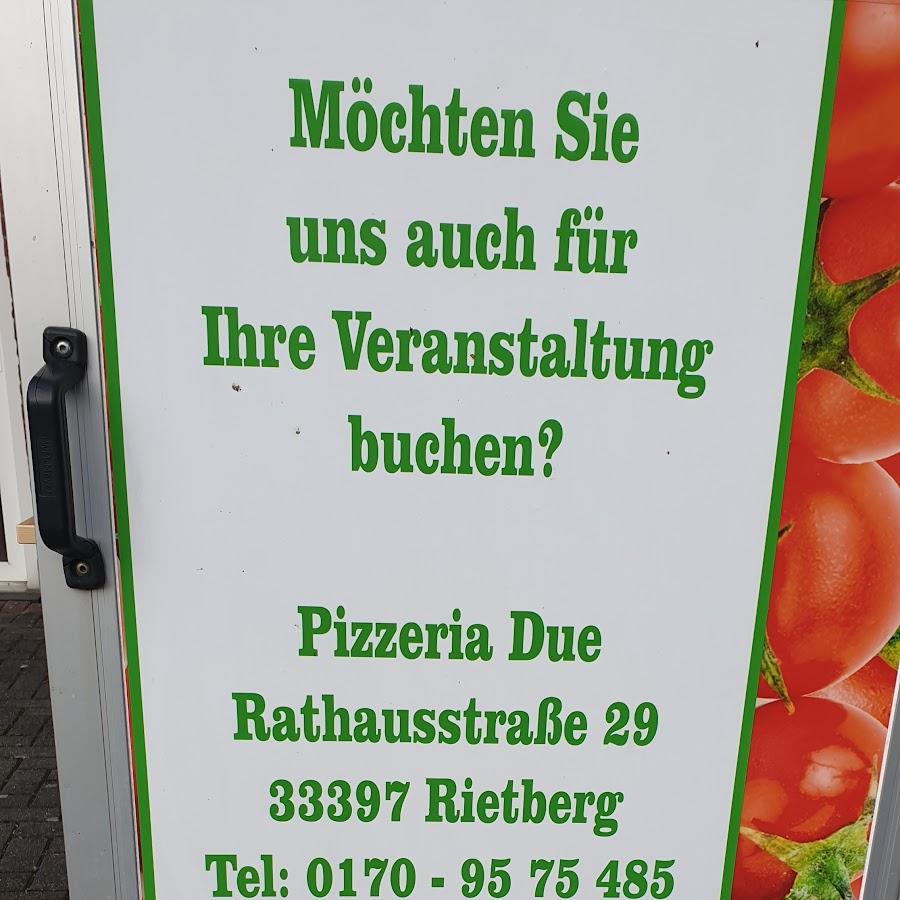 Möchten Sie
uns auch für
Ihre Veranstaltung
buchen?
Pizzeria Due
Rathausstraße 29
33397 Rietberg
Tel: 0170 - 95 75 485